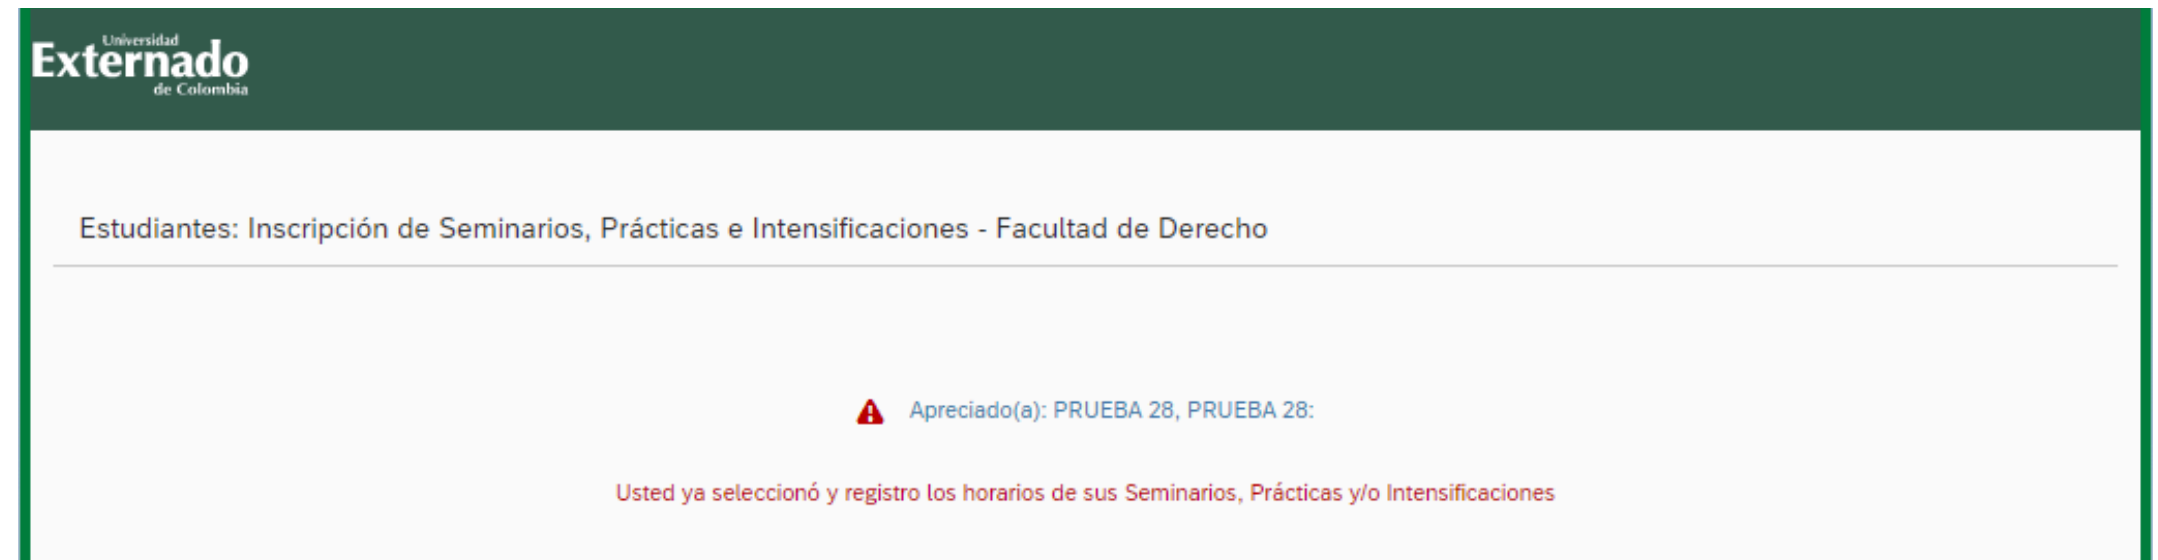 Universidad
Externado
de Colombia
Estudiantes: Inscripción de Seminarios, Prácticas e Intensificaciones - Facultad de Derecho
Apreciado(a): PRUEBA 28, PRUEBA 28:
Usted ya seleccionó y registro los horarios de sus Seminarios, Prácticas y/o Intensificaciones